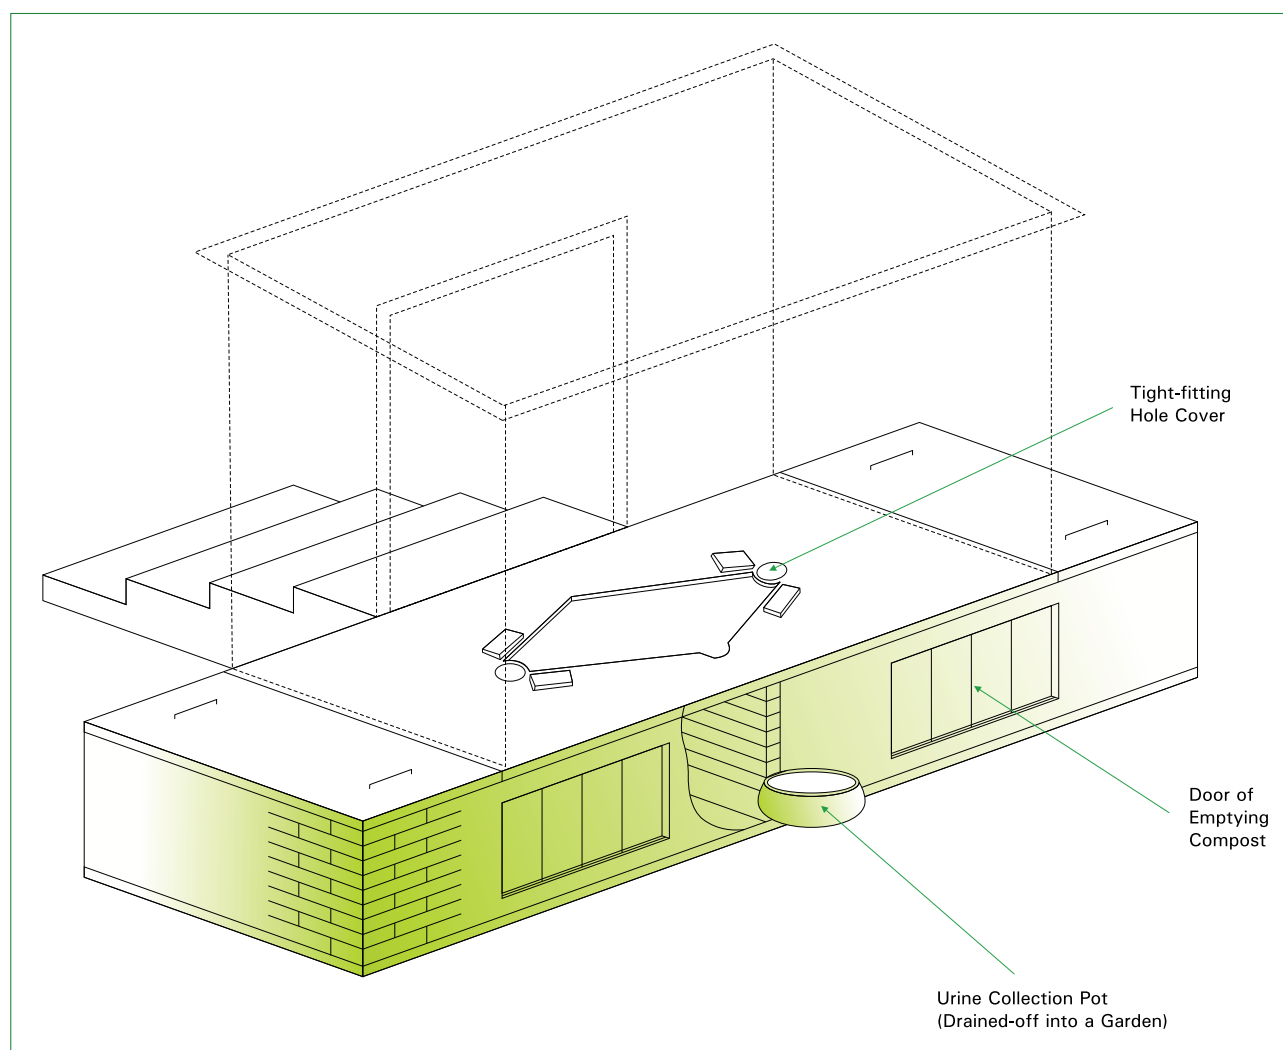 Tight-fitting
Hole Cover
Door of
Emptying
Compost
Urine Collection Pot
(Drained-off into a Garden)